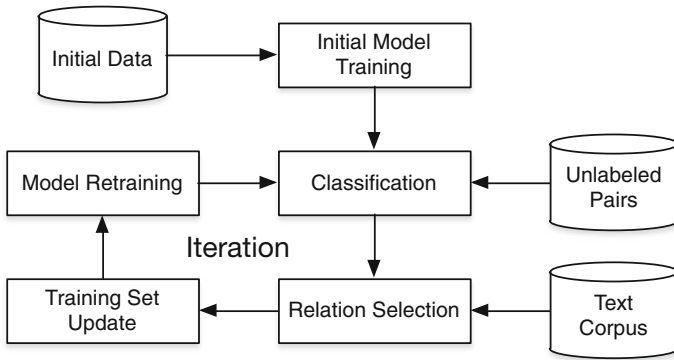 Initial Data
Initial Model
Training
Model Retraining
Classification
Unlabeled
Pairs
Iteration
Training Set
Update
Relation Selection
Text
Corpus